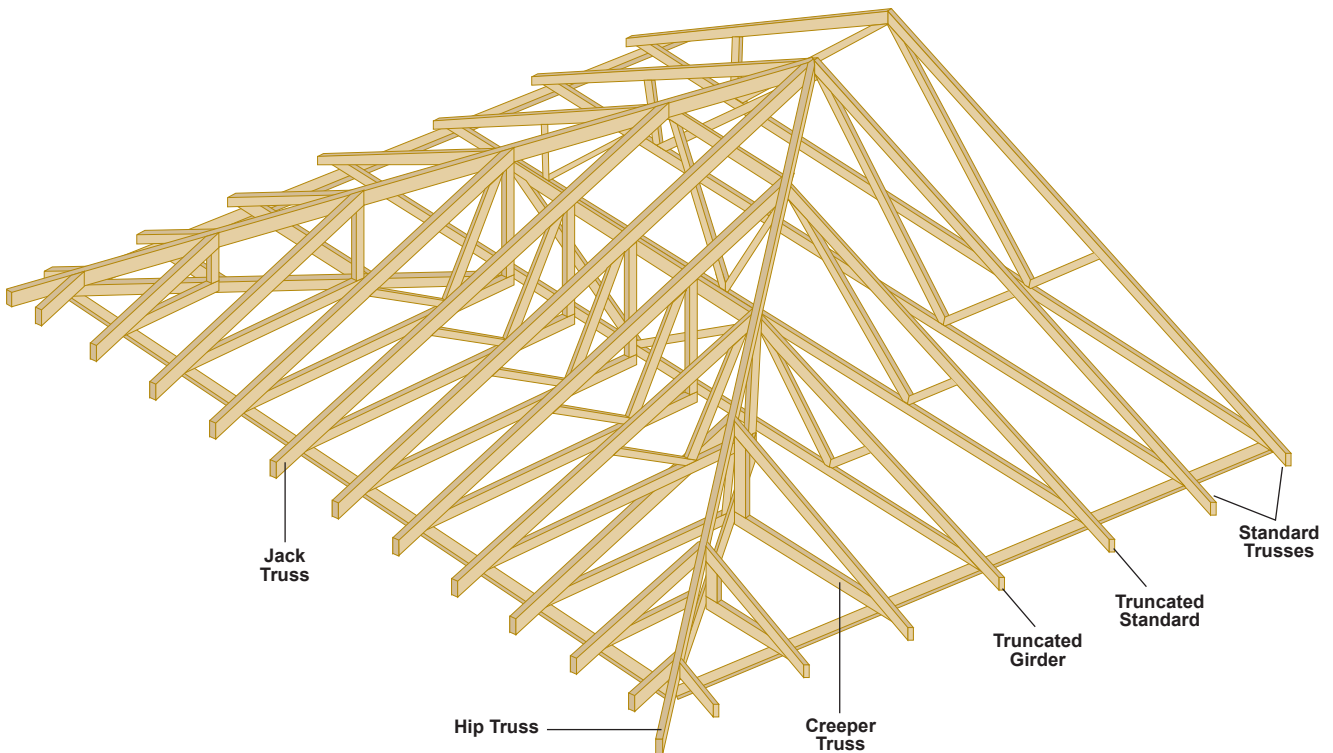 Jack
Truss
Hip Truss
Creeper
Truss
Truncated
Girder
Truncated
Standard
Standard
Trusses